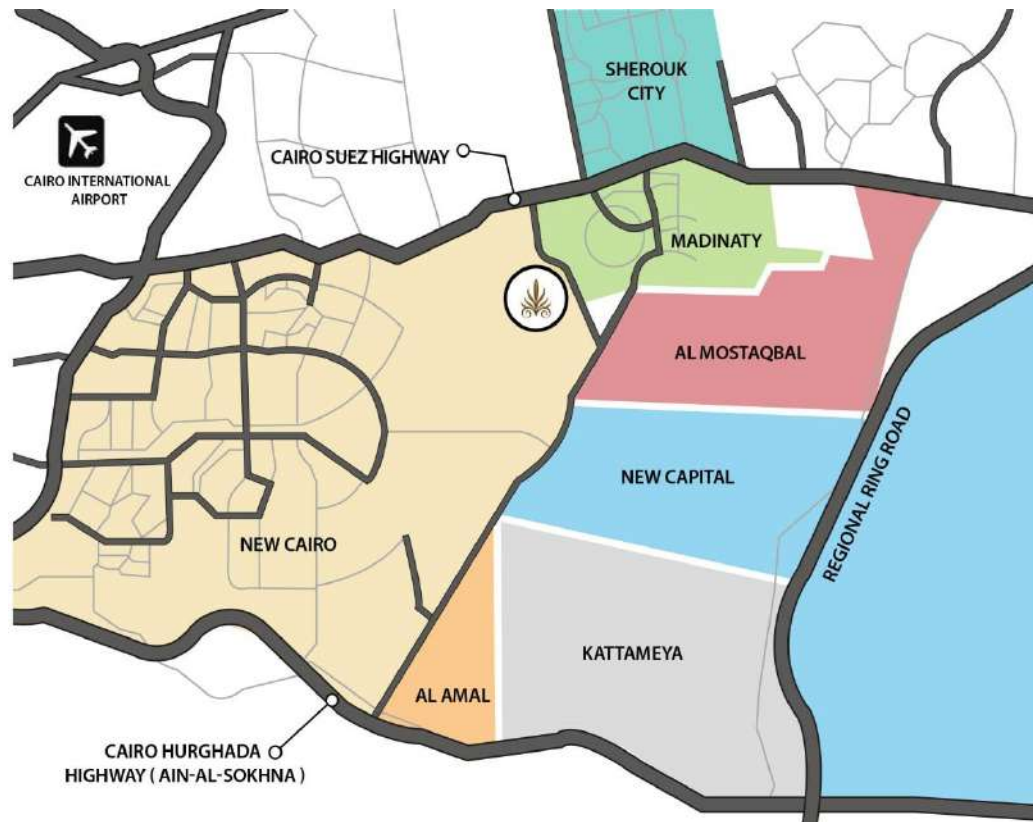 SHEROUK
CITY
CAIRO SUEZ HIGHWAY
CAIRO INTERNATIONAL
AIRPORT
MADINATY
AL MOSTAQBAL
REGIONAL RING ROAD
NEW CAPITAL
NEW CAIRO
KATTAMEYA
AL AMAL
CAIRO HURGHADA
HIGHWAY ( AIN-AL-SOKHNA )